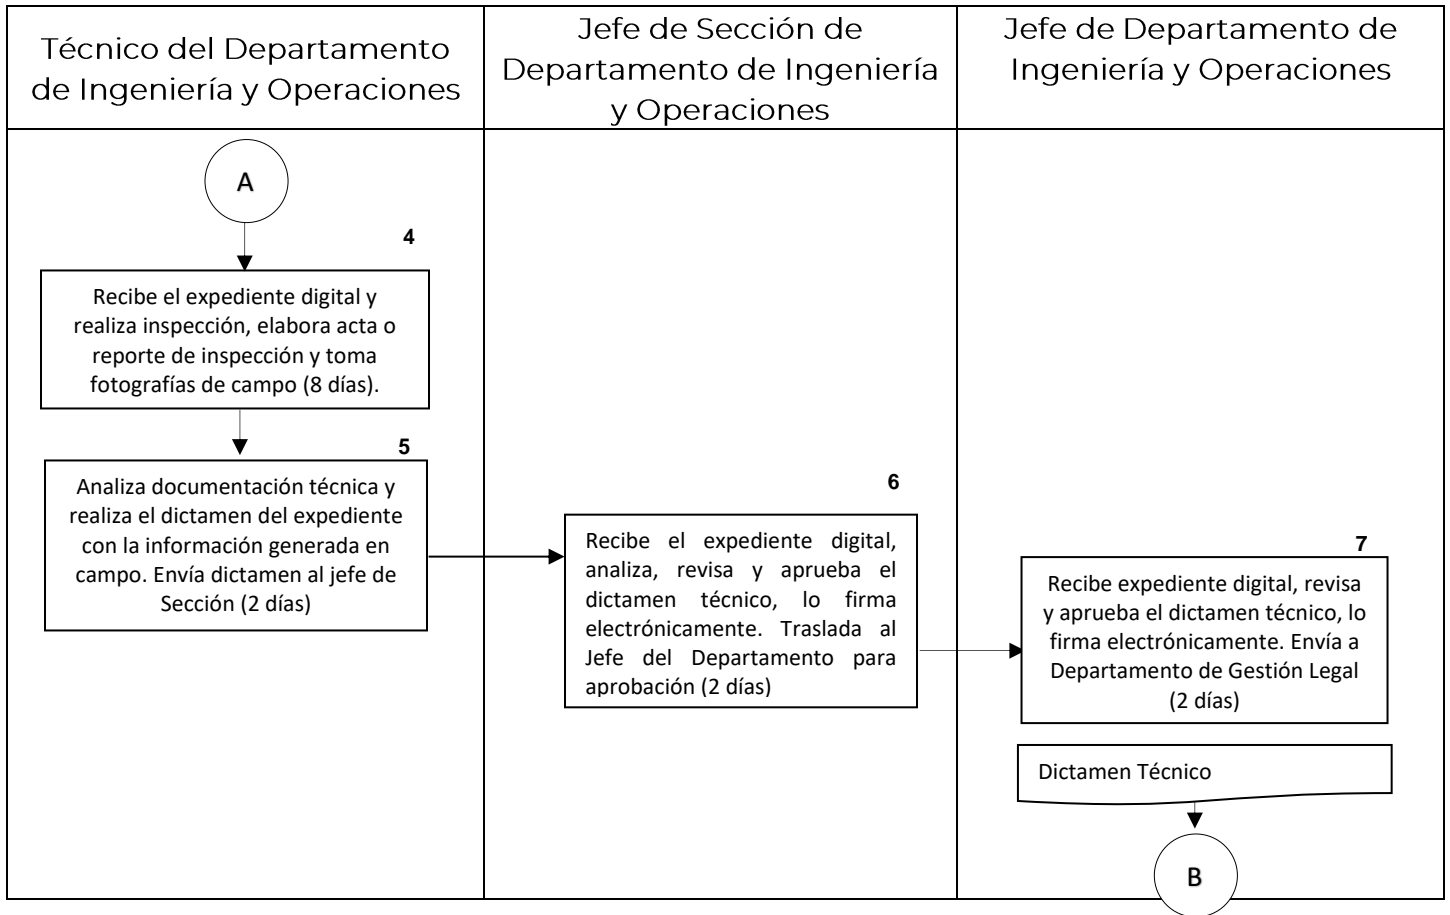 Técnico del Departamento
de Ingeniería y Operaciones
Jefe de Sección de
Departamento de Ingeniería
y Operaciones
Jefe de Departamento de
Ingeniería y Operaciones
A
4
Recibe el expediente digital y
realiza inspección, elabora acta o
reporte de inspección y toma
fotografías de campo (8 días).
5
Analiza documentación técnica y
realiza el dictamen del expediente
con la información generada en
campo. Envía dictamen al jefe de
Sección (2 días)
6
Recibe el expediente digital,
analiza, revisa y aprueba el
dictamen técnico, lo firma
electrónicamente. Traslada al
Jefe del Departamento para
aprobación (2 días)
7
Recibe expediente digital, revisa
y aprueba el dictamen técnico, lo
firma electrónicamente. Envía a
Departamento de Gestión Legal
(2 días)
Dictamen Técnico
B